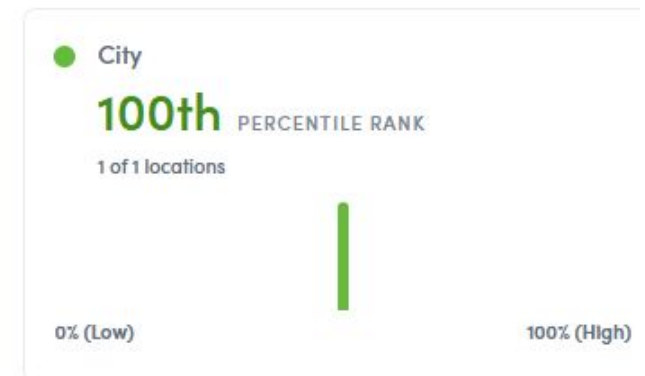 City
100th PERCENTILE RANK
1 of 1 locations
0% (Low) 100% (High)